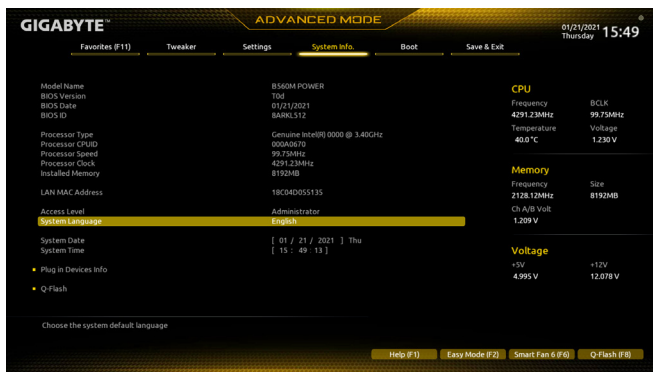 GIGABYTE™
ADVANCED MODE
01/21/2021 Thursday 15:49
Favorites (F11) Tweaker Settings System Info. Boot Save & Exit
Model Name B560M POWER
BIOS Version T0d
BIOS Date 01/21/2021
BIOS ID 8ARKL512
Processor Type Genuine Intel(R) 0000 @ 3.40GHz
Processor CPUID 000A0670
Processor Speed 99.75MHz
Processor Clock 4291.23MHz
Installed Memory 8192MB
LAN MAC Address 18C04D055135
Access Level Administrator
System Language English
System Date [ 01 / 21 / 2021 ] Thu
System Time [ 15 : 49 : 13 ]
Plug in Devices Info
Q-Flash
CPU
Frequency BCLK
4291.23MHz 99.75MHz
Temperature Voltage
40.0 °C 1.230 V
Memory
Frequency Size
2128.12MHz 8192MB
Ch A/B Volt
1.209 V
Voltage
+5V +12V
4.995 V 12.078 V
Choose the system default language
Help (F1) Easy Mode (F2) Smart Fan 6 (F6) Q-Flash (F8)